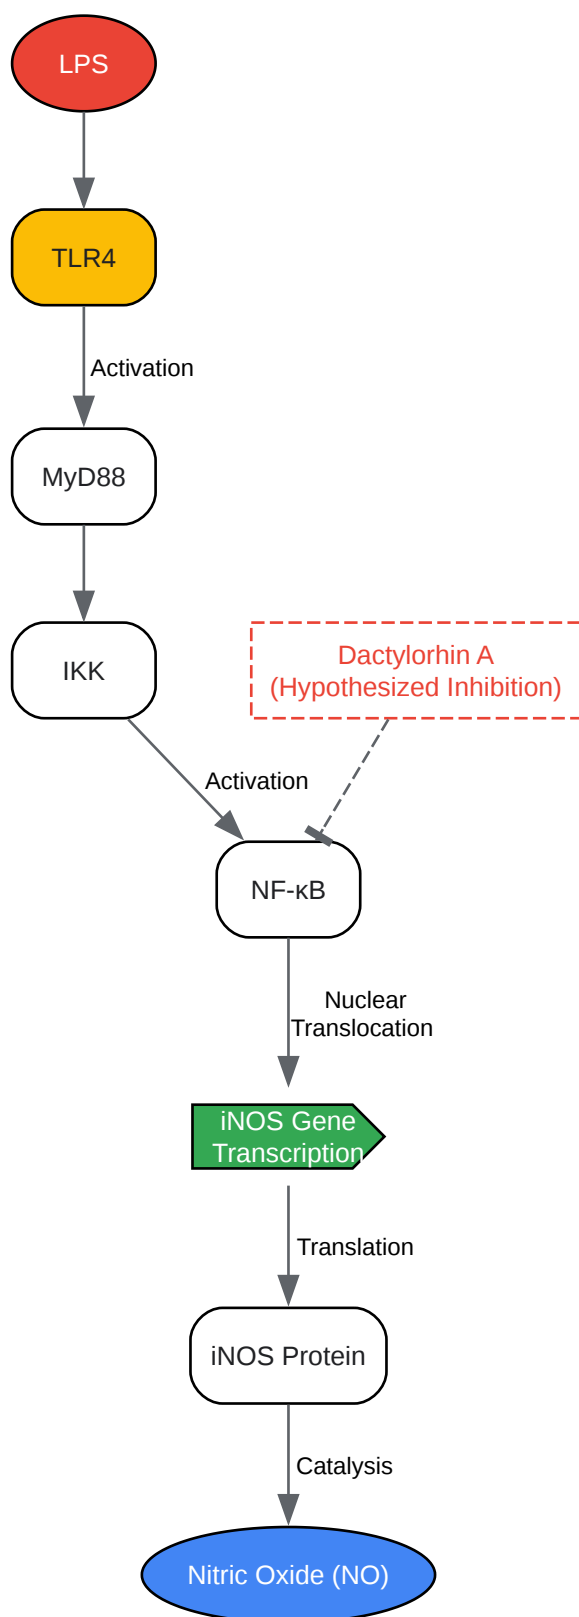 LPS
TLR4
Activation
MyD88
IKK
Dactylorhin A
(Hypothesized Inhibition)
Activation
NF-κB
Nuclear
Translocation
iNOS Gene
Transcription
Translation
iNOS Protein
Catalysis
Nitric Oxide (NO)